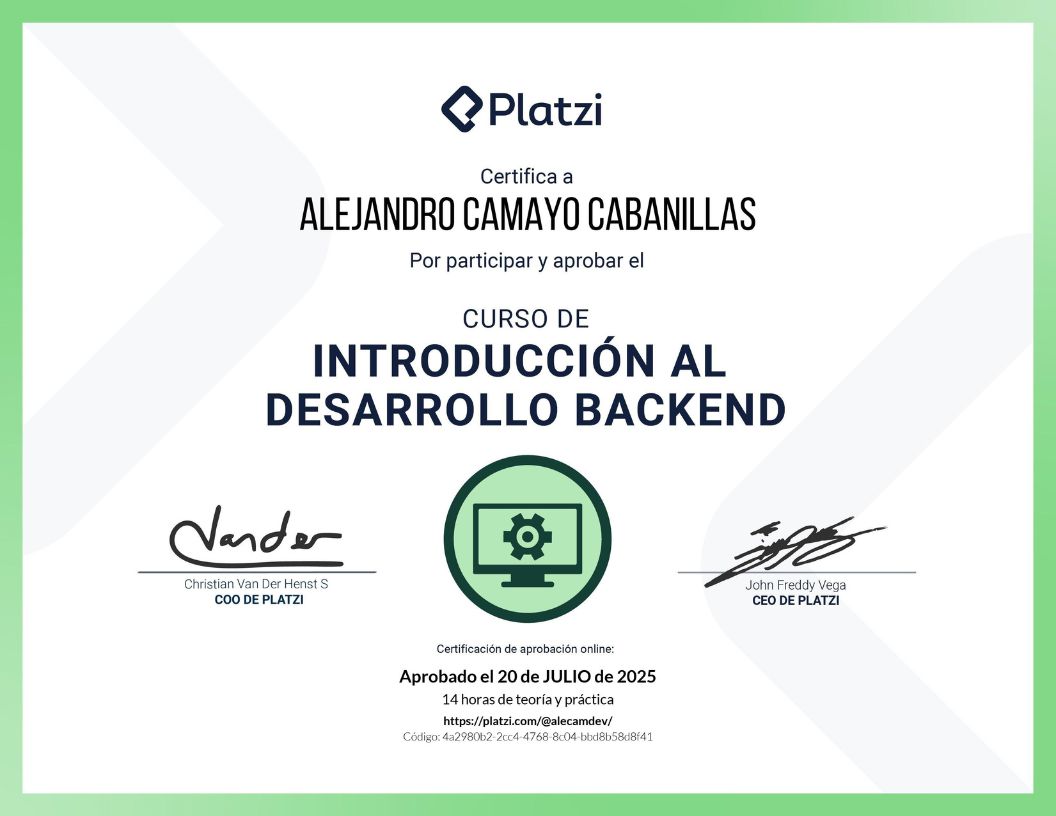 Platzi
Certifica a
ALEJANDRO CAMAYO CABANILLAS
Por participar y aprobar el
CURSO DE
INTRODUCCIÓN AL
DESARROLLO BACKEND
Vander
Christian Van Der Henst S
COO DE PLATZI
John Freddy Vega
CEO DE PLATZI
Certificación de aprobación online:
Aprobado el 20 de JULIO de 2025
14 horas de teoría y práctica
https://platzi.com/@alecamdev/
Código: 4a2980b2-2cc4-4768-8c04-bbd8b58d8f41